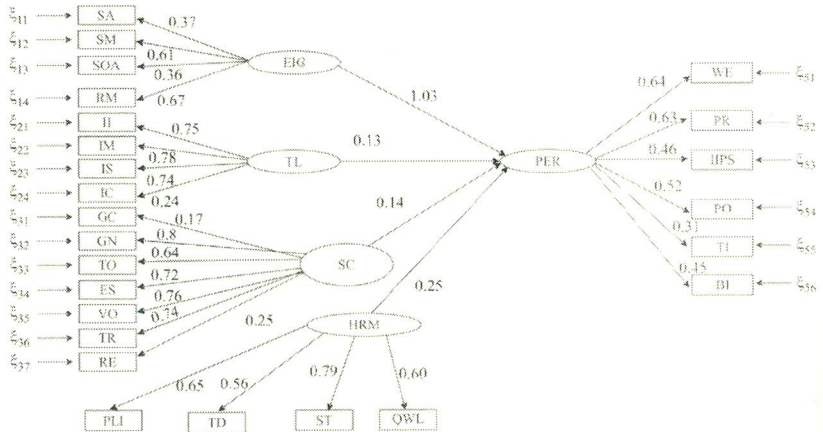 ξ11 SA 0.37
ξ12 SM 0.61
ξ13 SOA 0.36
ξ14 RM 0.67
EIG 1.03
ξ21 II 0.75
ξ22 IM 0.78
ξ23 IS 0.74
ξ24 IC 0.24
TL 0.13
ξ31 GC 0.17
ξ32 GN 0.8
ξ33 TO 0.64
ξ34 ES 0.72
ξ35 VO 0.76
ξ36 TR 0.74
ξ37 RE 0.25
SC 0.14
HRM 0.25
0.65 0.56 0.79 0.60
PLI TD ST QWL
PER
0.64 WE ξ51
0.63 PR ξ52
0.46 HPS ξ53
0.52 PO ξ54
0.31 TI ξ55
0.45 BI ξ56